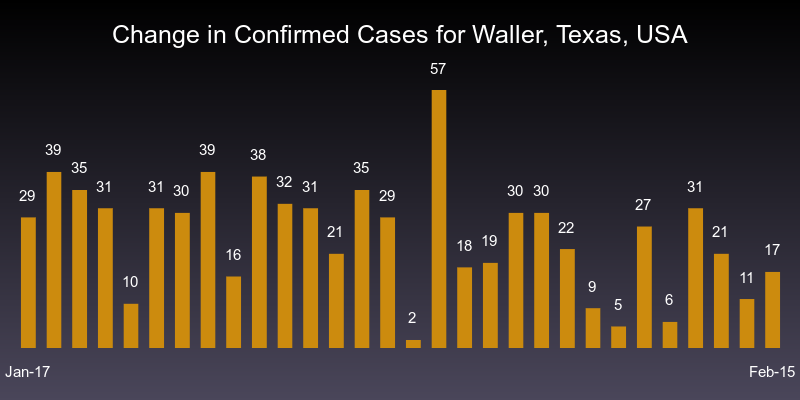 Change in Confirmed Cases for Waller, Texas, USA
29 39 35 31 10 31 30 39 16 38 32 31 21 35 29 2 57 18 19 30 30 22 9 5 27 6 31 21 11 17
Jan-17 Feb-15